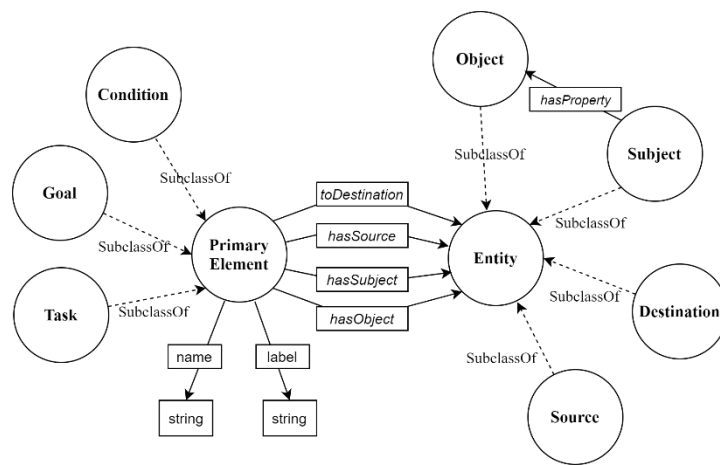 Object
hasProperty
Condition
Subject
SubclassOf
SubclassOf
SubclassOf
Goal
toDestination
SubclassOf
hasSource
SubclassOf
Primary
Element
Entity
hasSubject
Task
SubclassOf
hasObject
SubclassOf
Destination
name
label
SubclassOf
string
string
Source